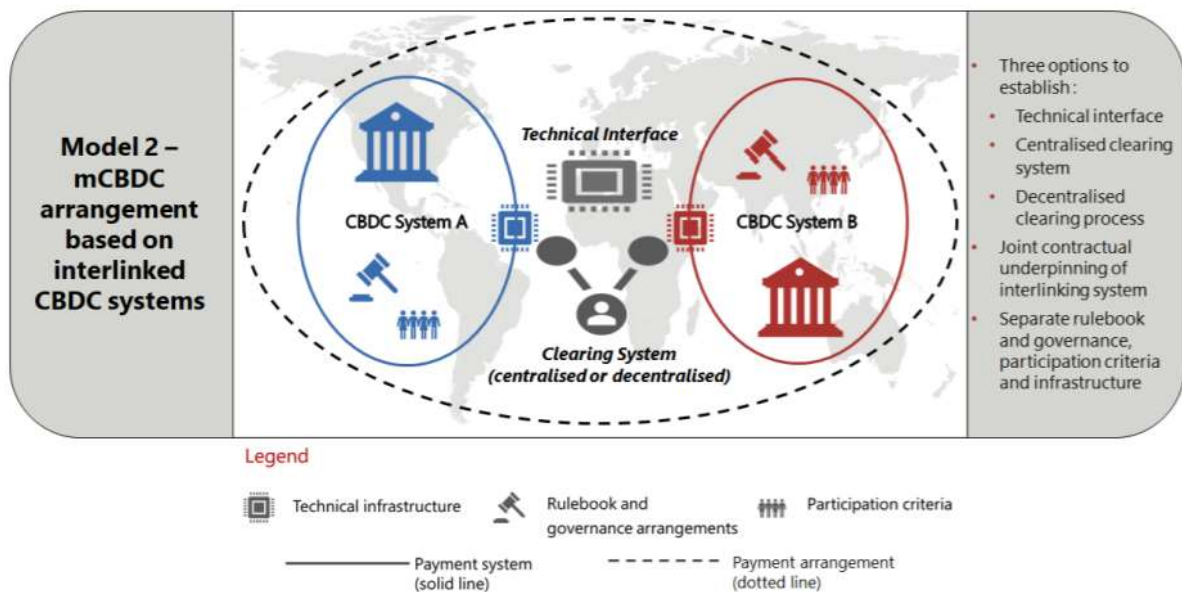 Model 2 –
mCBDC
arrangement
based on
interlinked
CBDC systems
Technical Interface
CBDC System A
CBDC System B
Clearing System
(centralised or decentralised)
• Three options to
establish :
• Technical interface
• Centralised clearing
system
• Decentralised
clearing process
• Joint contractual
underpinning of
interlinking system
• Separate rulebook
and governance,
participation criteria
and infrastructure
Legend
Technical infrastructure
Rulebook and
governance arrangements
Participation criteria
Payment system
(solid line)
Payment arrangement
(dotted line)